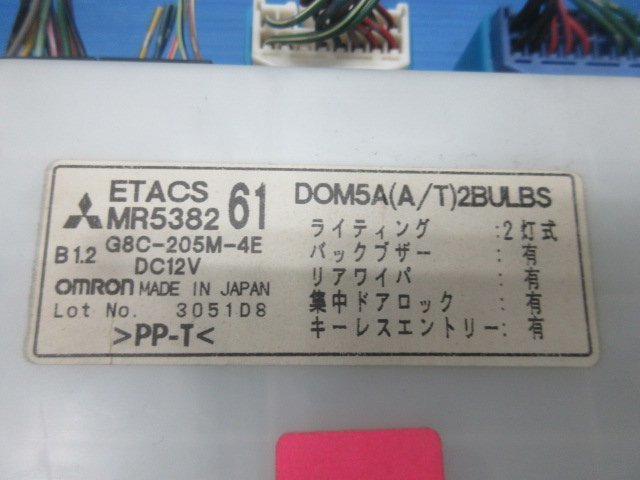 ETACS
MR538261
B1.2 G8C-205M-4E
DC12V
OMRON MADE IN JAPAN
Lot No. 3051D8
>PP-T<
DOM5A(A/T)2BULBS
ライティング :2灯式
バックブザー :有
リアワイパ :有
集中ドアロック :有
キーレスエントリー:有